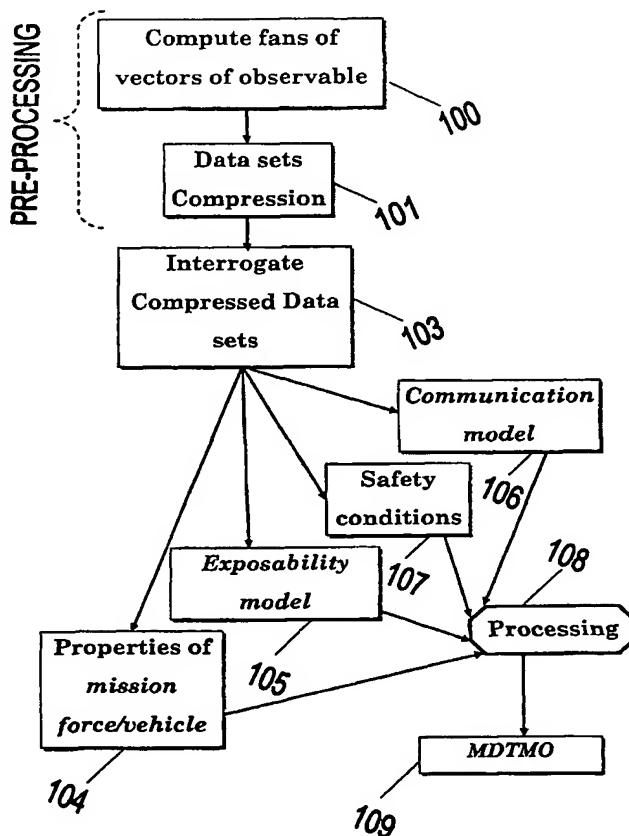 PRE-PROCESSING
Compute fans of
vectors of observable
100
Data sets
Compression
101
Interrogate
Compressed Data
sets
103
Communication
model
106
Safety
conditions
107
108
Exposability
model
105
Processing
Properties of
mission
force/vehicle
104
MDTMO
109